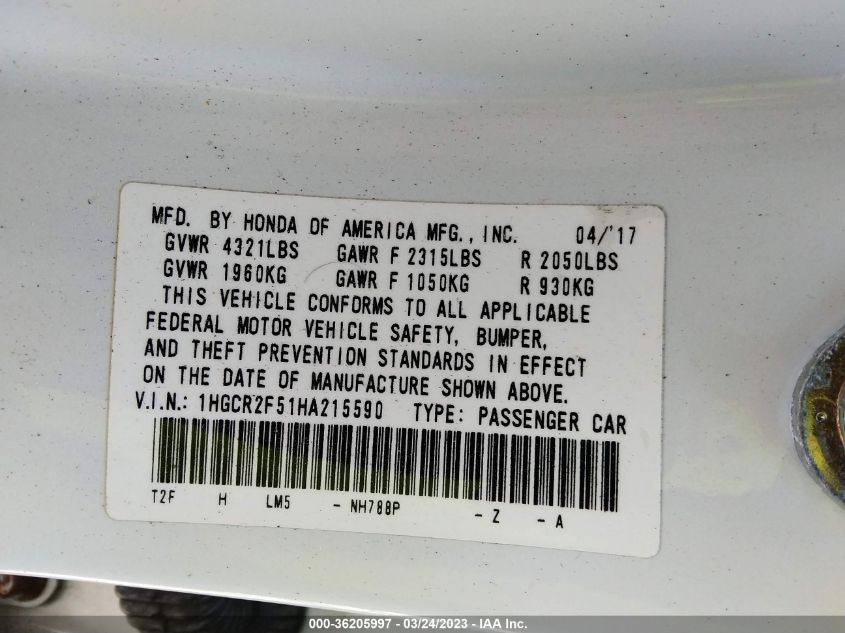 MFD. BY HONDA OF AMERICA MFG., INC. 04/'17
GVWR 4321LBS GAWR F 2315LBS R 2050LBS
GVWR 1960KG GAWR F 1050KG R 930KG
THIS VEHICLE CONFORMS TO ALL APPLICABLE
FEDERAL MOTOR VEHICLE SAFETY, BUMPER,
AND THEFT PREVENTION STANDARDS IN EFFECT
ON THE DATE OF MANUFACTURE SHOWN ABOVE.
V.I.N.: 1HGCR2F51HA215590 TYPE: PASSENGER CAR
T2F H LM5 - NH788P - Z - A
000-36205997 - 03/24/2023 - IAA Inc.